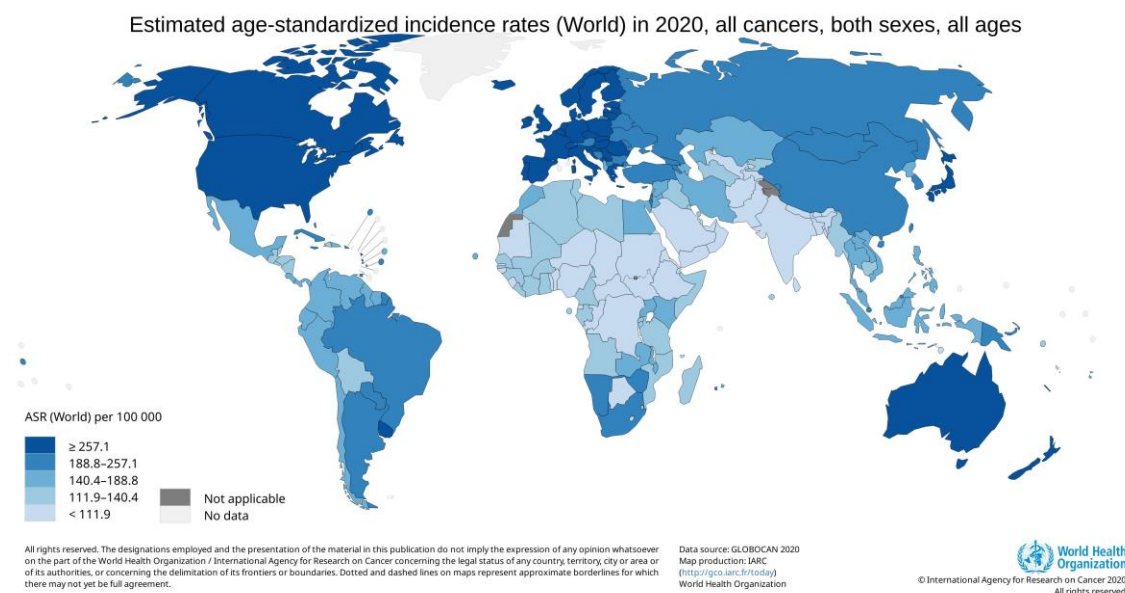 Estimated age-standardized incidence rates (World) in 2020, all cancers, both sexes, all ages
ASR (World) per 100 000
≥ 257.1
188.8–257.1
140.4–188.8
111.9–140.4
< 111.9
Not applicable
No data
All rights reserved. The designations employed and the presentation of the material in this publication do not imply the expression of any opinion whatsoever
on the part of the World Health Organization / International Agency for Research on Cancer concerning the legal status of any country, territory, city or area or
of its authorities, or concerning the delimitation of its frontiers or boundaries. Dotted and dashed lines on maps represent approximate borderlines for which
there may not yet be full agreement.
Data source: GLOBOCAN 2020
Map production: IARC
(http://gco.iarc.fr/today)
World Health Organization
World Health
Organization
© International Agency for Research on Cancer 2020
All rights reserved